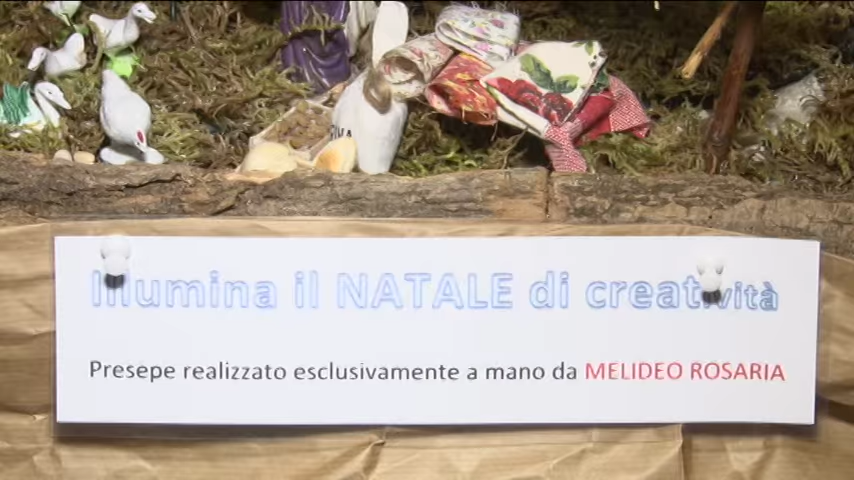 Illumina il NATALE di creatività
Presepe realizzato esclusivamente a mano da MELIDEO ROSARIA